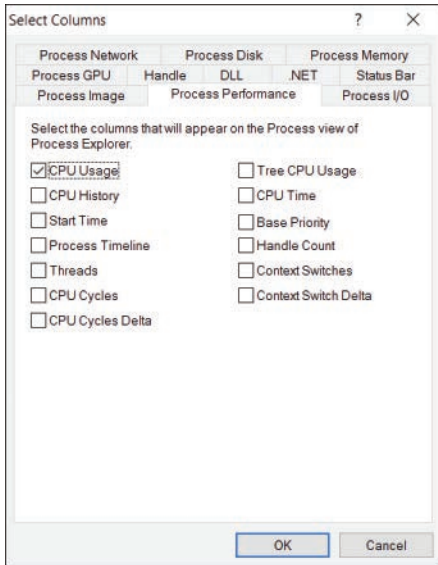 Select Columns ? ×
Process Network Process Disk Process Memory
Process GPU Handle DLL .NET Status Bar
Process Image Process Performance Process I/O
Select the columns that will appear on the Process view of
Process Explorer.
CPU Usage Tree CPU Usage
CPU History CPU Time
Start Time Base Priority
Process Timeline Handle Count
Threads Context Switches
CPU Cycles Context Switch Delta
CPU Cycles Delta
OK Cancel